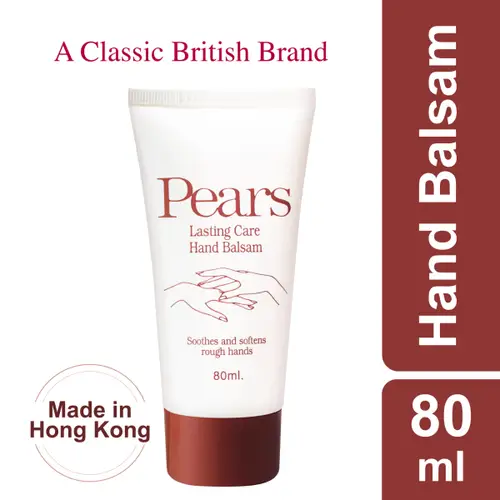 A Classic British Brand
Pears
Lasting Care
Hand Balsam
Soothes and softens
rough hands
80ml.
Made in
Hong Kong
Hand Balsam
80
ml